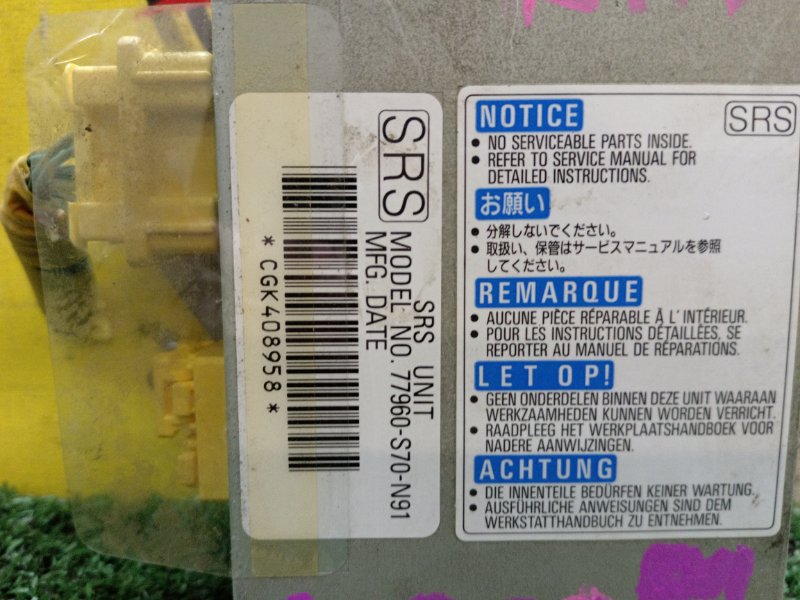 SRS
SRS UNIT
MODEL NO. 77960-S70-N91
MFG. DATE
* CGK408958 *
NOTICE
SRS
• NO SERVICEABLE PARTS INSIDE.
• REFER TO SERVICE MANUAL FOR
DETAILED INSTRUCTIONS.
お願い
• 分解しないでください。
• 取扱い、保管はサービスマニュアルを参照
してください。
REMARQUE
• AUCUNE PIÈCE RÉPARABLE À L'INTÉRIEUR.
• POUR LES INSTRUCTIONS DÉTAILLÉES, SE
REPORTER AU MANUEL DE RÉPARATIONS.
LET OP!
• GEEN ONDERDELEN BINNEN DEZE UNIT WAARAAN
WERKZAAMHEDEN KUNNEN WORDEN VERRICHT.
• RAADPLEEG HET WERKPLAATSHANDBOEK VOOR
NADERE AANWIJZINGEN.
ACHTUNG
• DIE INNENTEILE BEDÜRFEN KEINER WARTUNG.
• AUSFÜHRLICHE ANWEISUNGEN SIND DEM
WERKSTATTHANDBUCH ZU ENTNEHMEN.